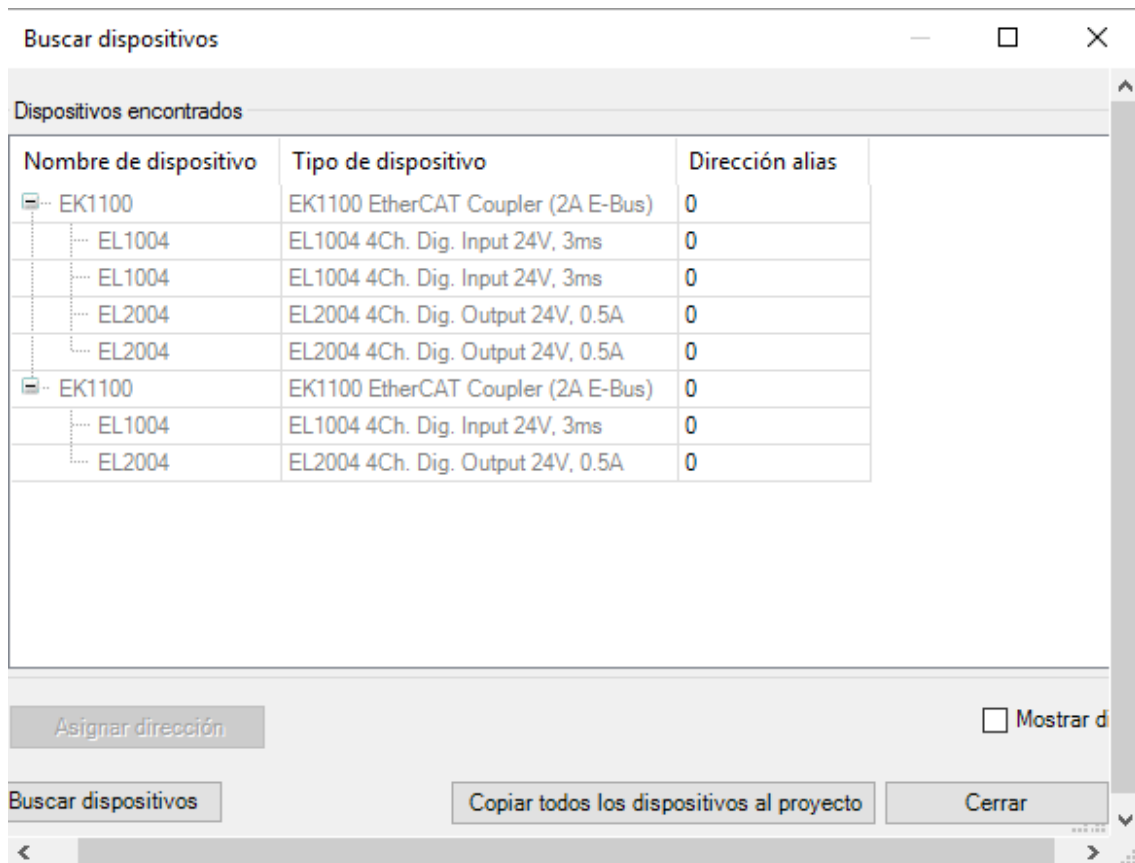 Buscar dispositivos
Dispositivos encontrados
Nombre de dispositivo Tipo de dispositivo Dirección alias
EK1100 EK1100 EtherCAT Coupler (2A E-Bus) 0
EL1004 EL1004 4Ch. Dig. Input 24V, 3ms 0
EL1004 EL1004 4Ch. Dig. Input 24V, 3ms 0
EL2004 EL2004 4Ch. Dig. Output 24V, 0.5A 0
EL2004 EL2004 4Ch. Dig. Output 24V, 0.5A 0
EK1100 EK1100 EtherCAT Coupler (2A E-Bus) 0
EL1004 EL1004 4Ch. Dig. Input 24V, 3ms 0
EL2004 EL2004 4Ch. Dig. Output 24V, 0.5A 0
Asignar dirección Mostrar
Buscar dispositivos Copiar todos los dispositivos al proyecto Cerrar